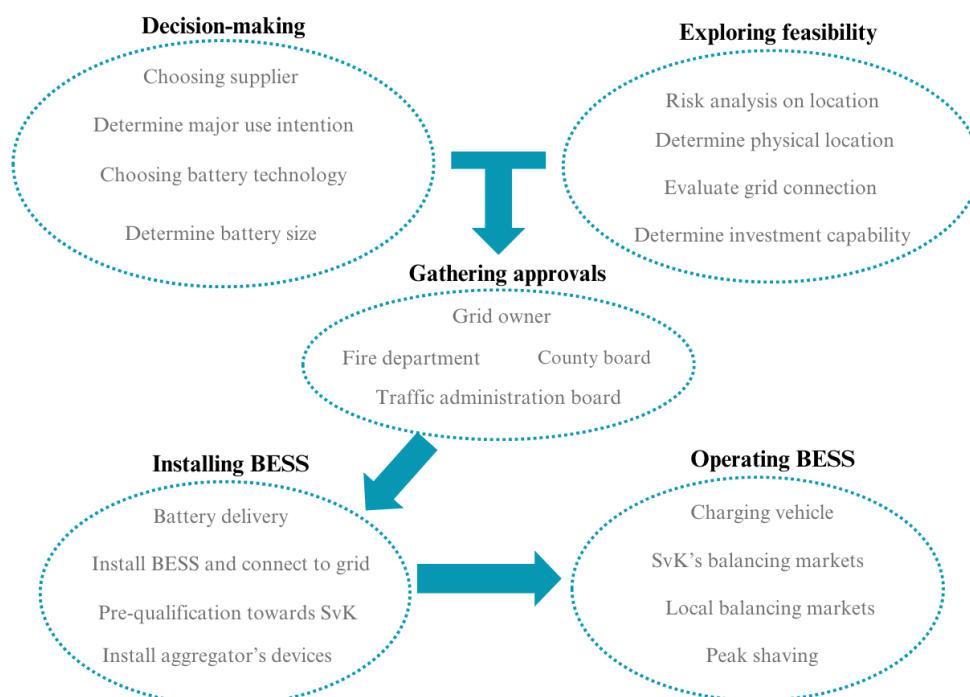 Decision-making
Choosing supplier
Determine major use intention
Choosing battery technology
Determine battery size
Exploring feasibility
Risk analysis on location
Determine physical location
Evaluate grid connection
Determine investment capability
Gathering approvals
Grid owner
Fire department
County board
Traffic administration board
Installing BESS
Battery delivery
Install BESS and connect to grid
Pre-qualification towards SvK
Install aggregator’s devices
Operating BESS
Charging vehicle
SvK’s balancing markets
Local balancing markets
Peak shaving